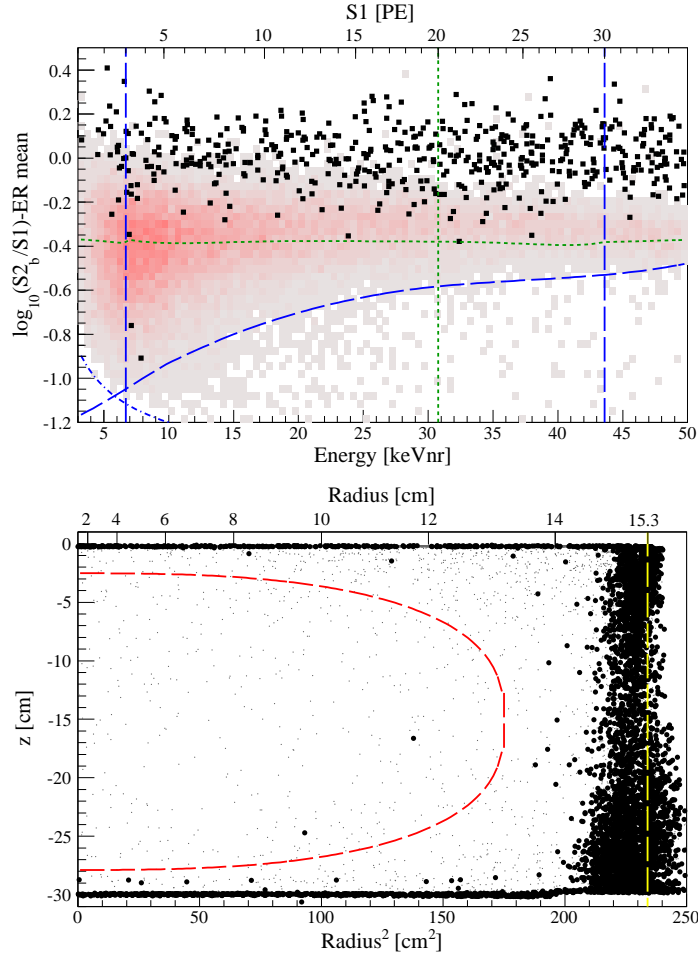 S1 [PE]
5 10 15 20 25 30
0.4
0.2
0.0
-0.2
-0.4
-0.6
-0.8
-1.0
-1.2
log10(S2b/S1)-ER mean
5 10 15 20 25 30 35 40 45 50
Energy [keVnr]
Radius [cm]
2 4 6 8 10 12 14 15.3
0
-5
-10
-15
-20
-25
-30
z [cm]
0 50 100 150 200 250
Radius2 [cm2]